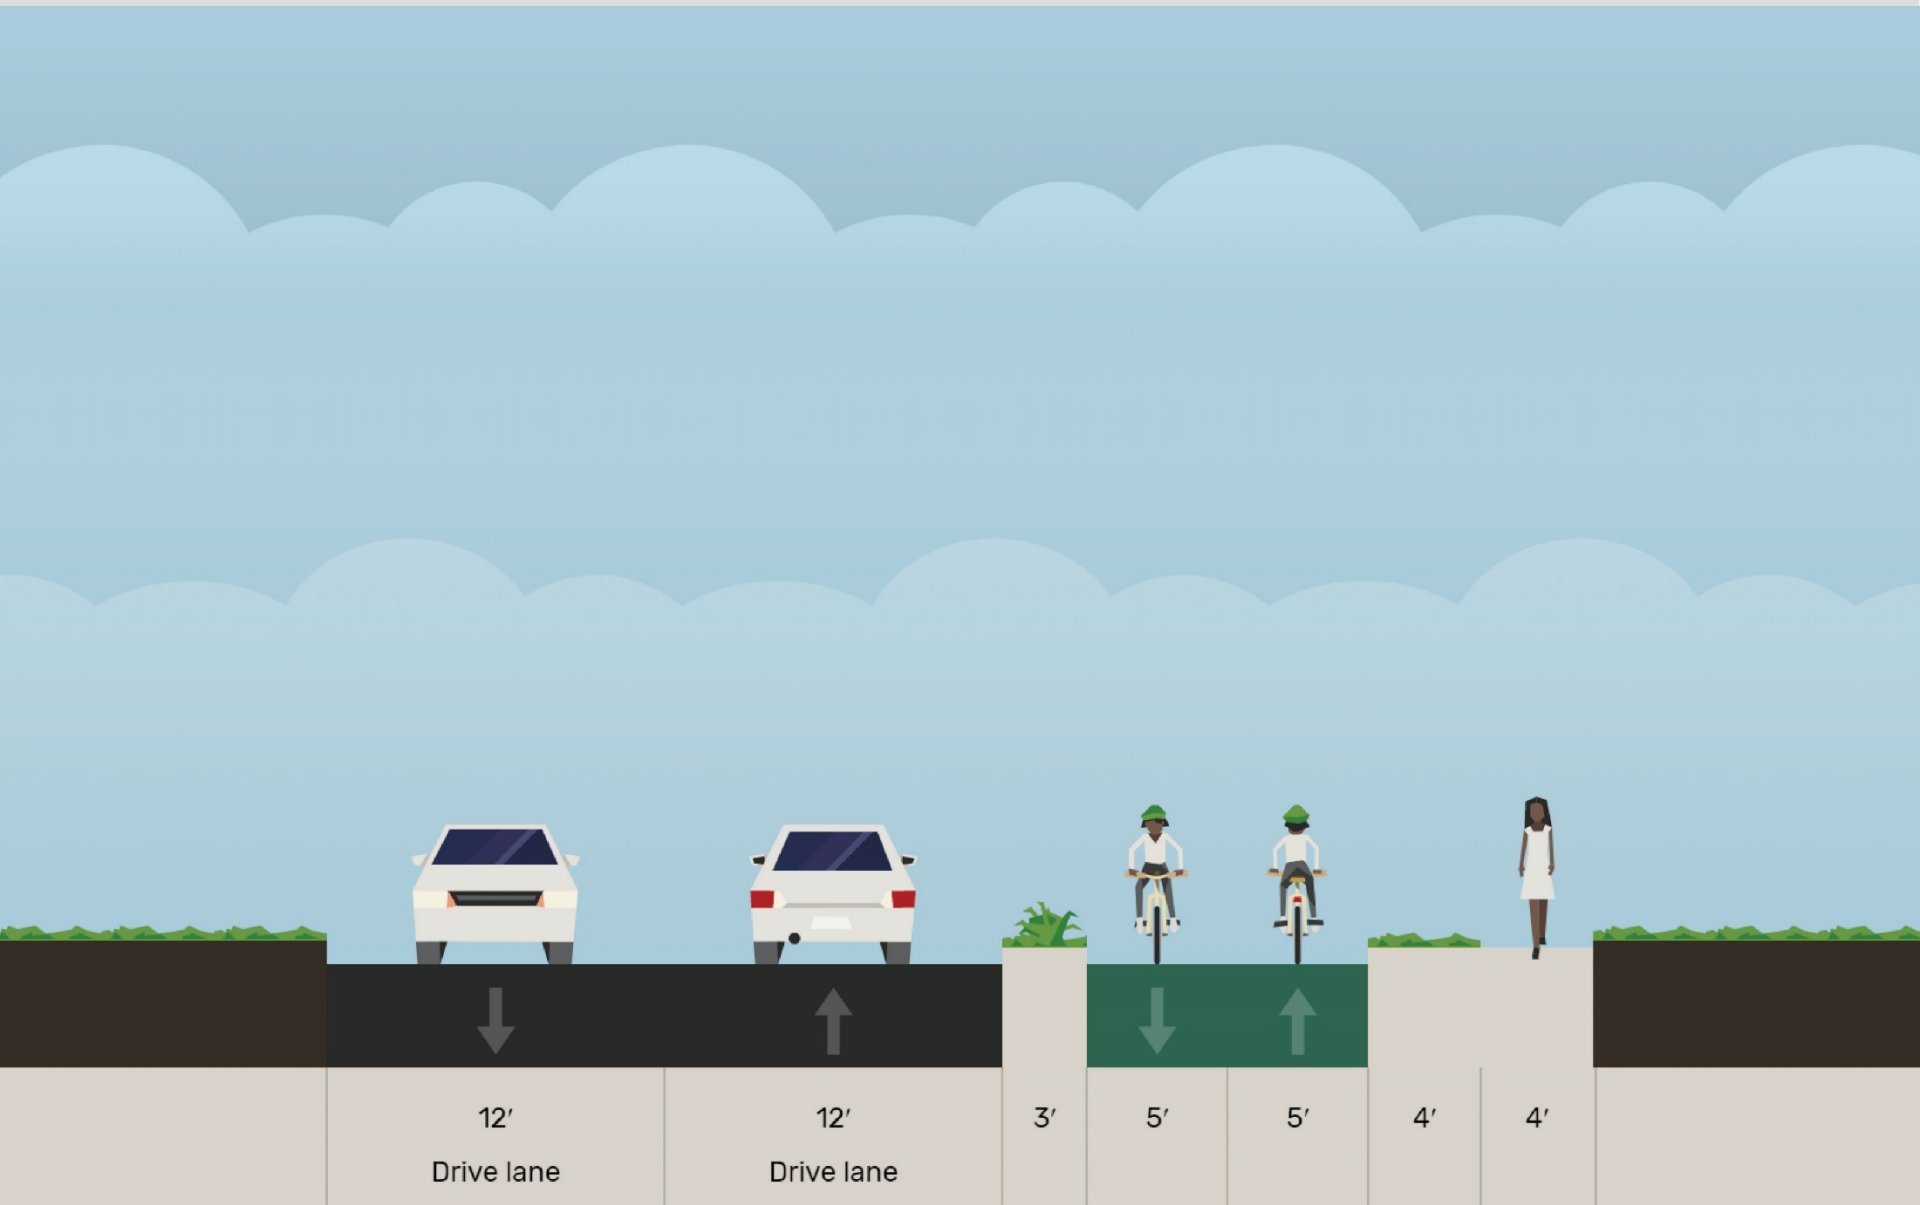 12′ 12′ 3′ 5′ 5′ 4′ 4′
Drive lane Drive lane